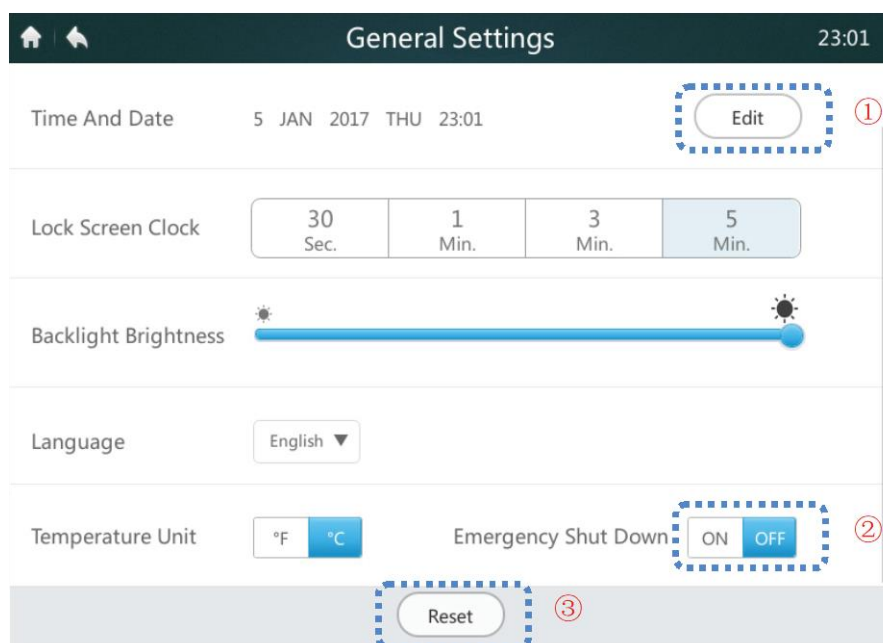 General Settings 23:01
Time And Date 5 JAN 2017 THU 23:01 Edit ①
Lock Screen Clock 30 Sec. 1 Min. 3 Min. 5 Min.
Backlight Brightness
Language English ▼
Temperature Unit °F °C Emergency Shut Down ON OFF ②
Reset ③